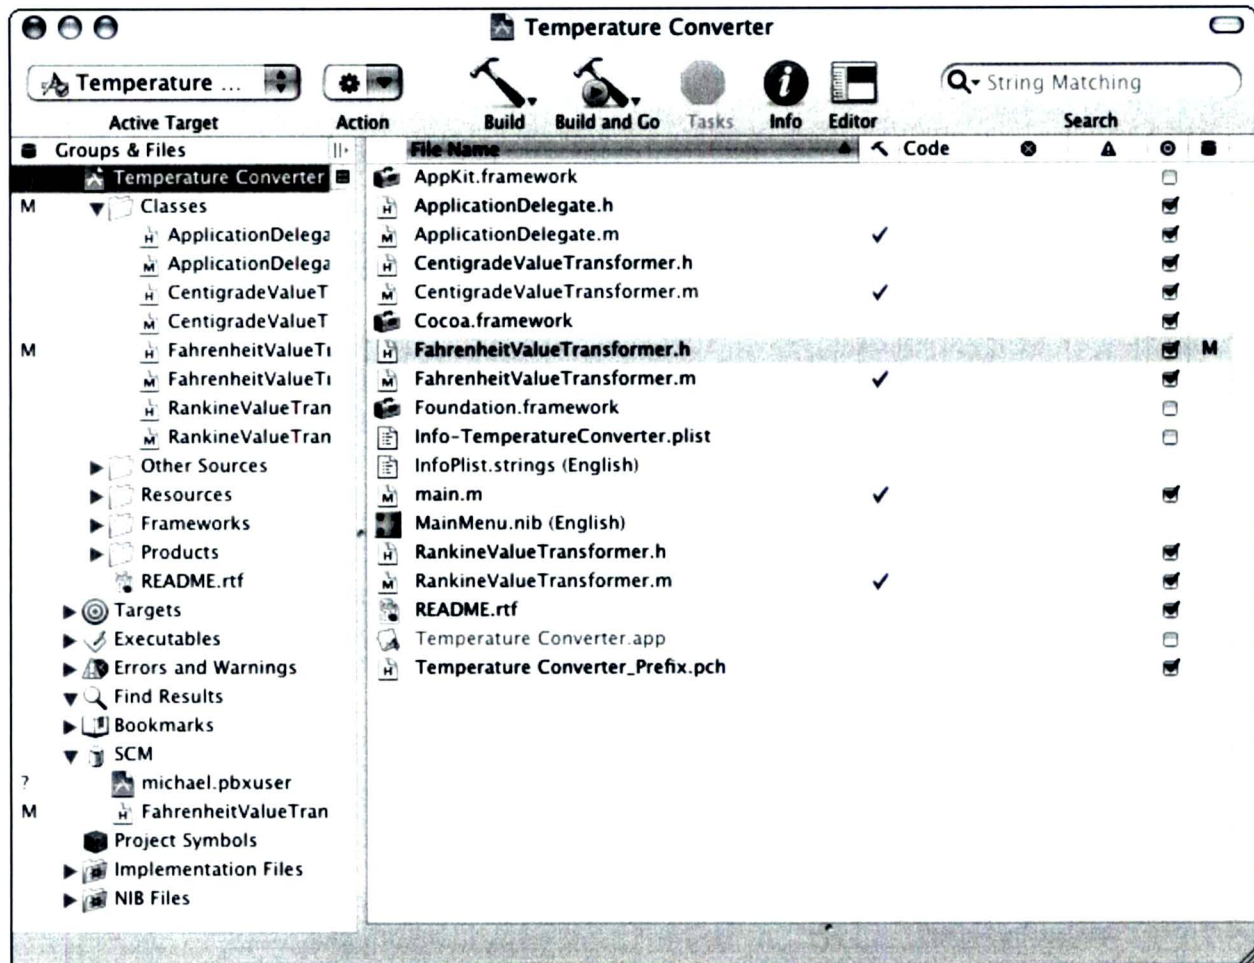 Temperature Converter
Temperature ...
String Matching
Active Target Action Build Build and Go Tasks Info Editor Search
Groups & Files
Temperature Converter
M Classes
ApplicationDelega
ApplicationDelega
CentigradeValueT
CentigradeValueT
M FahrenheitValueTr
FahrenheitValueTr
RankineValueTran
RankineValueTran
Other Sources
Resources
Frameworks
Products
README.rtf
Targets
Executables
Errors and Warnings
Find Results
Bookmarks
SCM
? michael.pbxuser
M FahrenheitValueTran
Project Symbols
Implementation Files
NIB Files
File Name Code
AppKit.framework
ApplicationDelegate.h
ApplicationDelegate.m
CentigradeValueTransformer.h
CentigradeValueTransformer.m
Cocoa.framework
FahrenheitValueTransformer.h M
FahrenheitValueTransformer.m
Foundation.framework
Info-TemperatureConverter.plist
InfoPlist.strings (English)
main.m
MainMenu.nib (English)
RankineValueTransformer.h
RankineValueTransformer.m
README.rtf
Temperature Converter.app
Temperature Converter_Prefix.pch